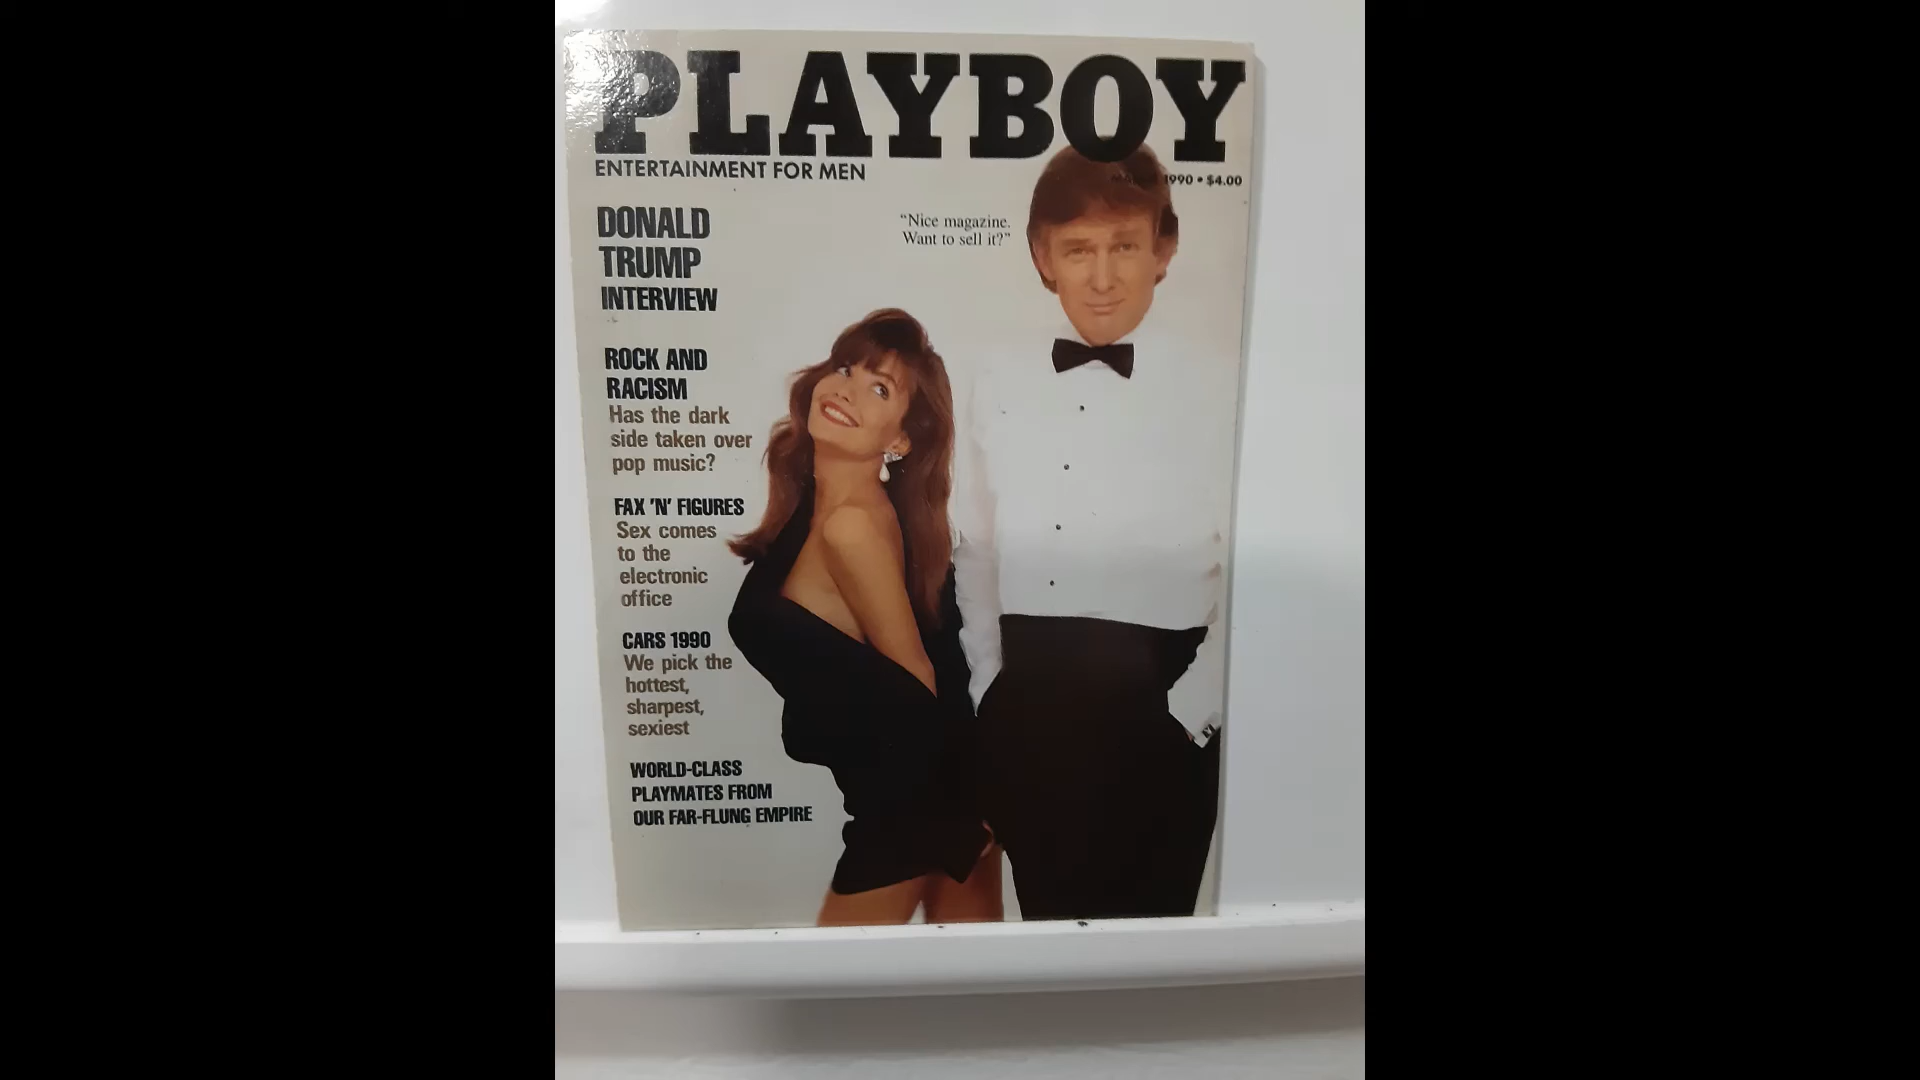 PLAYBOY
ENTERTAINMENT FOR MEN
1990 • $4.00
DONALD
TRUMP
INTERVIEW
"Nice magazine.
Want to sell it?"
ROCK AND
RACISM
Has the dark
side taken over
pop music?
FAX 'N' FIGURES
Sex comes
to the
electronic
office
CARS 1990
We pick the
hottest,
sharpest,
sexiest
WORLD-CLASS
PLAYMATES FROM
OUR FAR-FLUNG EMPIRE